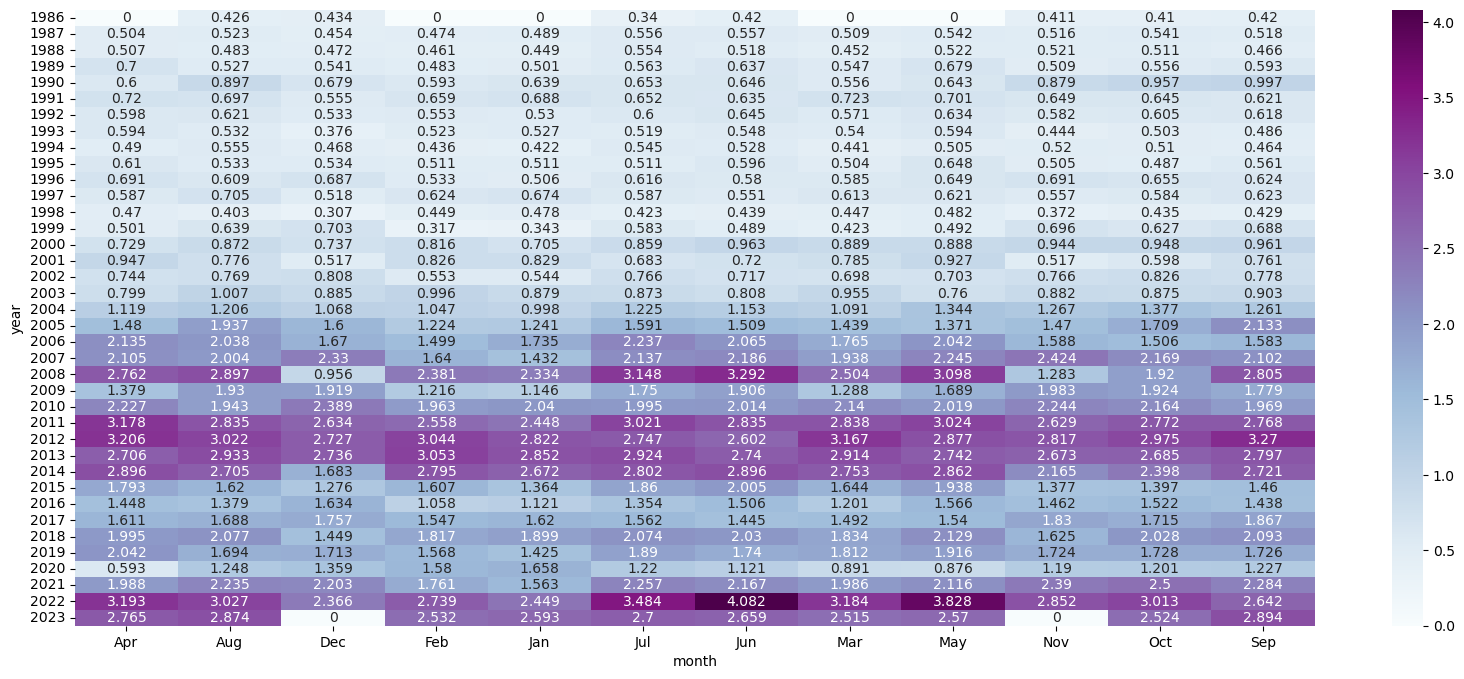 1986 0 0.426 0.434 0 0 0.34 0.42 0 0 0.411 0.41 0.42
1987 0.504 0.523 0.454 0.474 0.489 0.556 0.557 0.509 0.542 0.516 0.541 0.518
1988 0.507 0.483 0.472 0.461 0.449 0.554 0.518 0.452 0.522 0.521 0.511 0.466
1989 0.7 0.527 0.541 0.483 0.501 0.563 0.637 0.547 0.679 0.509 0.556 0.593
1990 0.6 0.897 0.679 0.593 0.639 0.653 0.646 0.556 0.643 0.879 0.957 0.997
1991 0.72 0.697 0.555 0.659 0.688 0.652 0.635 0.723 0.701 0.649 0.645 0.621
1992 0.598 0.621 0.533 0.553 0.53 0.6 0.645 0.571 0.634 0.582 0.605 0.618
1993 0.594 0.532 0.376 0.523 0.527 0.519 0.548 0.54 0.594 0.444 0.503 0.486
1994 0.49 0.555 0.468 0.436 0.422 0.545 0.528 0.441 0.505 0.52 0.51 0.464
1995 0.61 0.533 0.534 0.511 0.511 0.511 0.596 0.504 0.648 0.505 0.487 0.561
1996 0.691 0.609 0.687 0.533 0.506 0.616 0.58 0.585 0.649 0.691 0.655 0.624
1997 0.587 0.705 0.518 0.624 0.674 0.587 0.551 0.613 0.621 0.557 0.584 0.623
1998 0.47 0.403 0.307 0.449 0.478 0.423 0.439 0.447 0.482 0.372 0.435 0.429
1999 0.501 0.639 0.703 0.317 0.343 0.583 0.489 0.423 0.492 0.696 0.627 0.688
2000 0.729 0.872 0.737 0.816 0.705 0.859 0.963 0.889 0.888 0.944 0.948 0.961
2001 0.947 0.776 0.517 0.826 0.829 0.683 0.72 0.785 0.927 0.517 0.598 0.761
2002 0.744 0.769 0.808 0.553 0.544 0.766 0.717 0.698 0.703 0.766 0.826 0.778
2003 0.799 1.007 0.885 0.996 0.879 0.873 0.808 0.955 0.76 0.882 0.875 0.903
2004 1.119 1.206 1.068 1.047 0.998 1.225 1.153 1.091 1.344 1.267 1.377 1.261
2005 1.48 1.937 1.6 1.224 1.241 1.591 1.509 1.439 1.371 1.47 1.709 2.133
2006 2.135 2.038 1.67 1.499 1.735 2.237 2.065 1.765 2.042 1.588 1.506 1.583
2007 2.105 2.004 2.33 1.64 1.432 2.137 2.186 1.938 2.245 2.424 2.169 2.102
2008 2.762 2.897 0.956 2.381 2.334 3.148 3.292 2.504 3.098 1.283 1.92 2.805
2009 1.379 1.93 1.919 1.216 1.146 1.75 1.906 1.288 1.689 1.983 1.924 1.779
2010 2.227 1.943 2.389 1.963 2.04 1.995 2.014 2.14 2.019 2.244 2.164 1.969
2011 3.178 2.835 2.634 2.558 2.448 3.021 2.835 2.838 3.024 2.629 2.772 2.768
2012 3.206 3.022 2.727 3.044 2.822 2.747 2.602 3.167 2.877 2.817 2.975 3.27
2013 2.706 2.933 2.736 3.053 2.852 2.924 2.74 2.914 2.742 2.673 2.685 2.797
2014 2.896 2.705 1.683 2.795 2.672 2.802 2.896 2.753 2.862 2.165 2.398 2.721
2015 1.793 1.62 1.276 1.607 1.364 1.86 2.005 1.644 1.938 1.377 1.397 1.46
2016 1.448 1.379 1.634 1.058 1.121 1.354 1.506 1.201 1.566 1.462 1.522 1.438
2017 1.611 1.688 1.757 1.547 1.62 1.562 1.445 1.492 1.54 1.83 1.715 1.867
2018 1.995 2.077 1.449 1.817 1.899 2.074 2.03 1.834 2.129 1.625 2.028 2.093
2019 2.042 1.694 1.713 1.568 1.425 1.89 1.74 1.812 1.916 1.724 1.728 1.726
2020 0.593 1.248 1.359 1.58 1.658 1.22 1.121 0.891 0.876 1.19 1.201 1.227
2021 1.988 2.235 2.203 1.761 1.563 2.257 2.167 1.986 2.116 2.39 2.5 2.284
2022 3.193 3.027 2.366 2.739 2.449 3.484 4.082 3.184 3.828 2.852 3.013 2.642
2023 2.765 2.874 0 2.532 2.593 2.7 2.659 2.515 2.57 0 2.524 2.894
Apr Aug Dec Feb Jan Jul Jun Mar May Nov Oct Sep
month
year
4.0
3.5
3.0
2.5
2.0
1.5
1.0
0.5
0.0